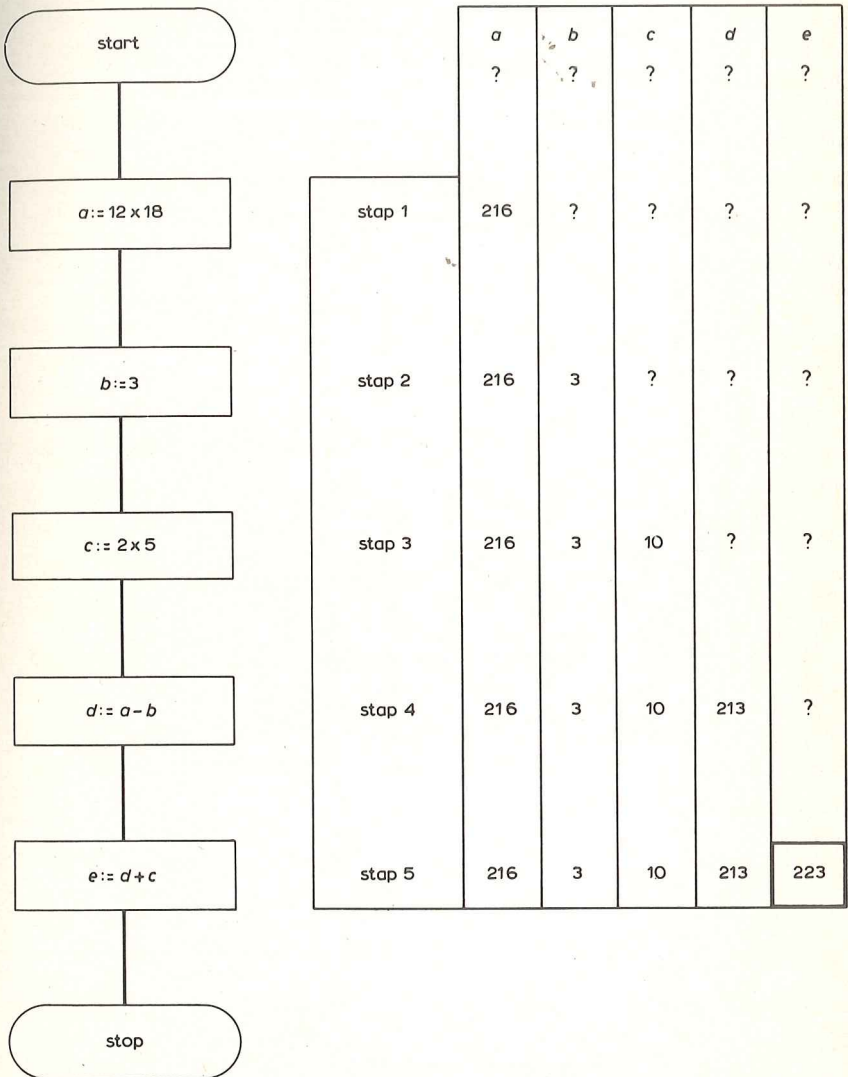 start
a b c d e
? ? ? ? ?
a:= 12 x 18
stap 1 216 ? ? ? ?
b:= 3
stap 2 216 3 ? ? ?
c:= 2 x 5
stap 3 216 3 10 ? ?
d:= a – b
stap 4 216 3 10 213 ?
e:= d + c
stap 5 216 3 10 213 223
stop